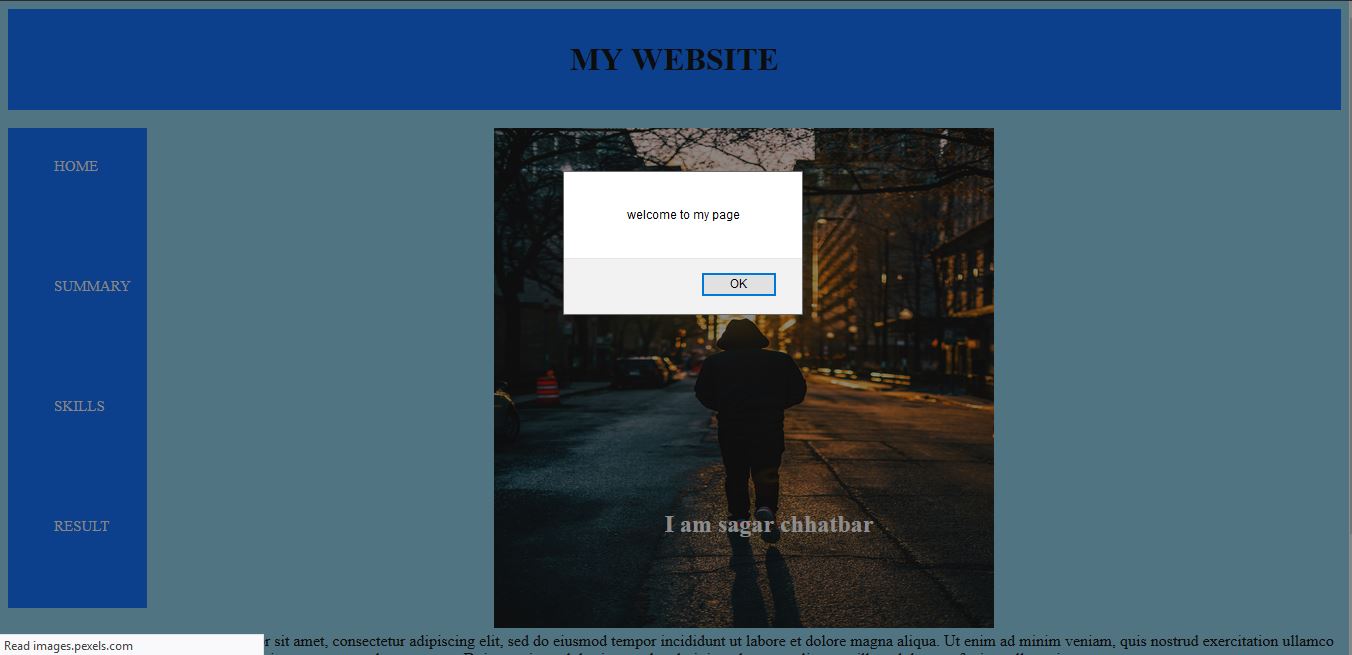 MY WEBSITE
HOME
SUMMARY
SKILLS
RESULT
welcome to my page
OK
I am sagar chhatbar
sit amet, consectetur adipiscing elit, sed do eiusmod tempor incididunt ut labore et dolore magna aliqua. Ut enim ad minim veniam, quis nostrud exercitation ullamco
Read images.pexels.com